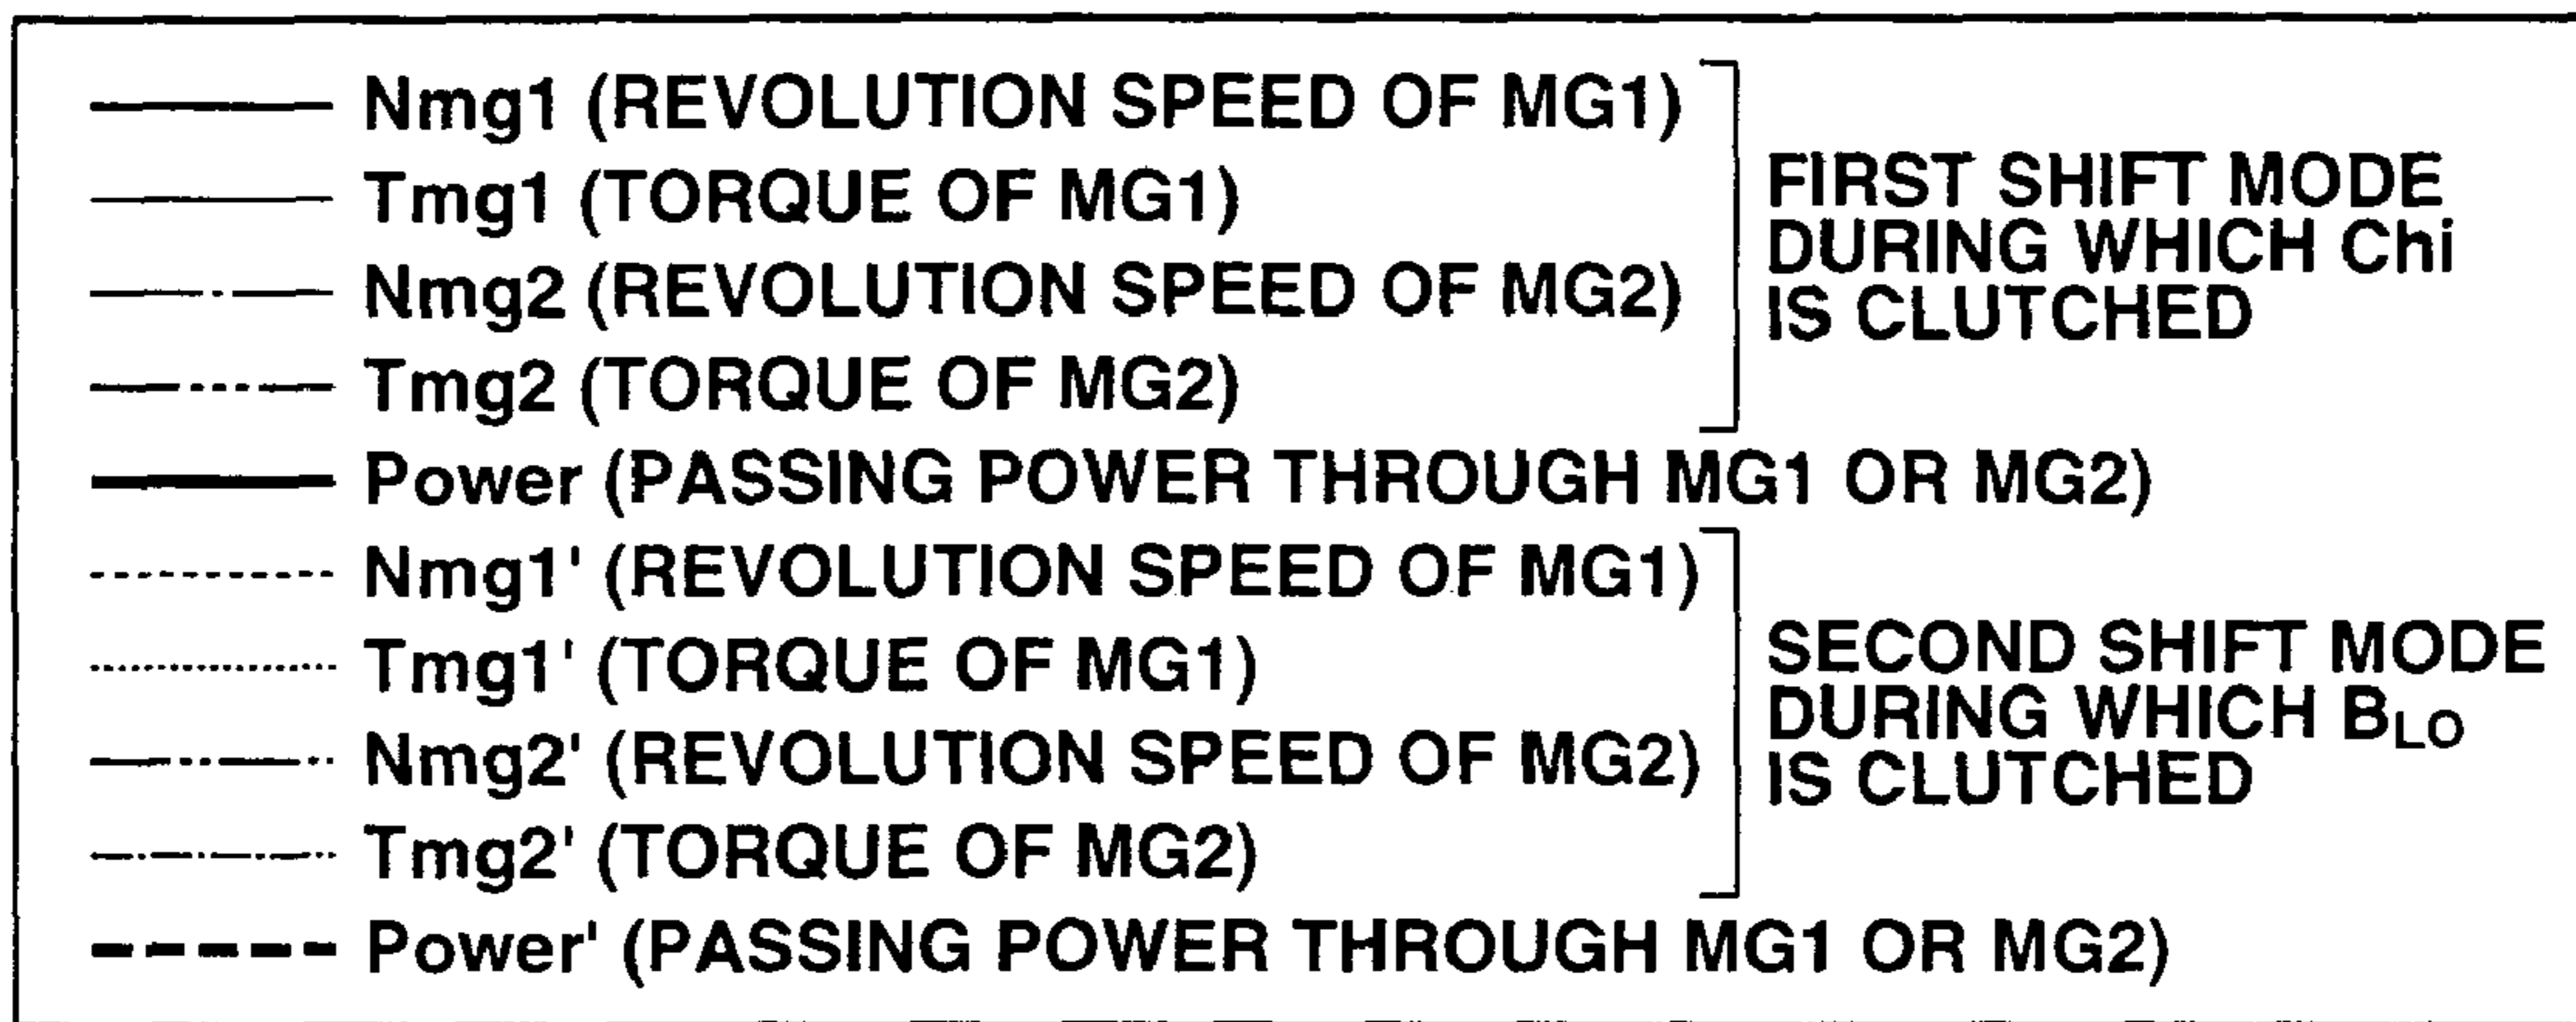 Nmg1 (REVOLUTION SPEED OF MG1)
Tmg1 (TORQUE OF MG1)
Nmg2 (REVOLUTION SPEED OF MG2)
Tmg2 (TORQUE OF MG2)
FIRST SHIFT MODE
DURING WHICH Chi
IS CLUTCHED
Power (PASSING POWER THROUGH MG1 OR MG2)
Nmg1' (REVOLUTION SPEED OF MG1)
Tmg1' (TORQUE OF MG1)
Nmg2' (REVOLUTION SPEED OF MG2)
Tmg2' (TORQUE OF MG2)
SECOND SHIFT MODE
DURING WHICH BLO
IS CLUTCHED
Power' (PASSING POWER THROUGH MG1 OR MG2)